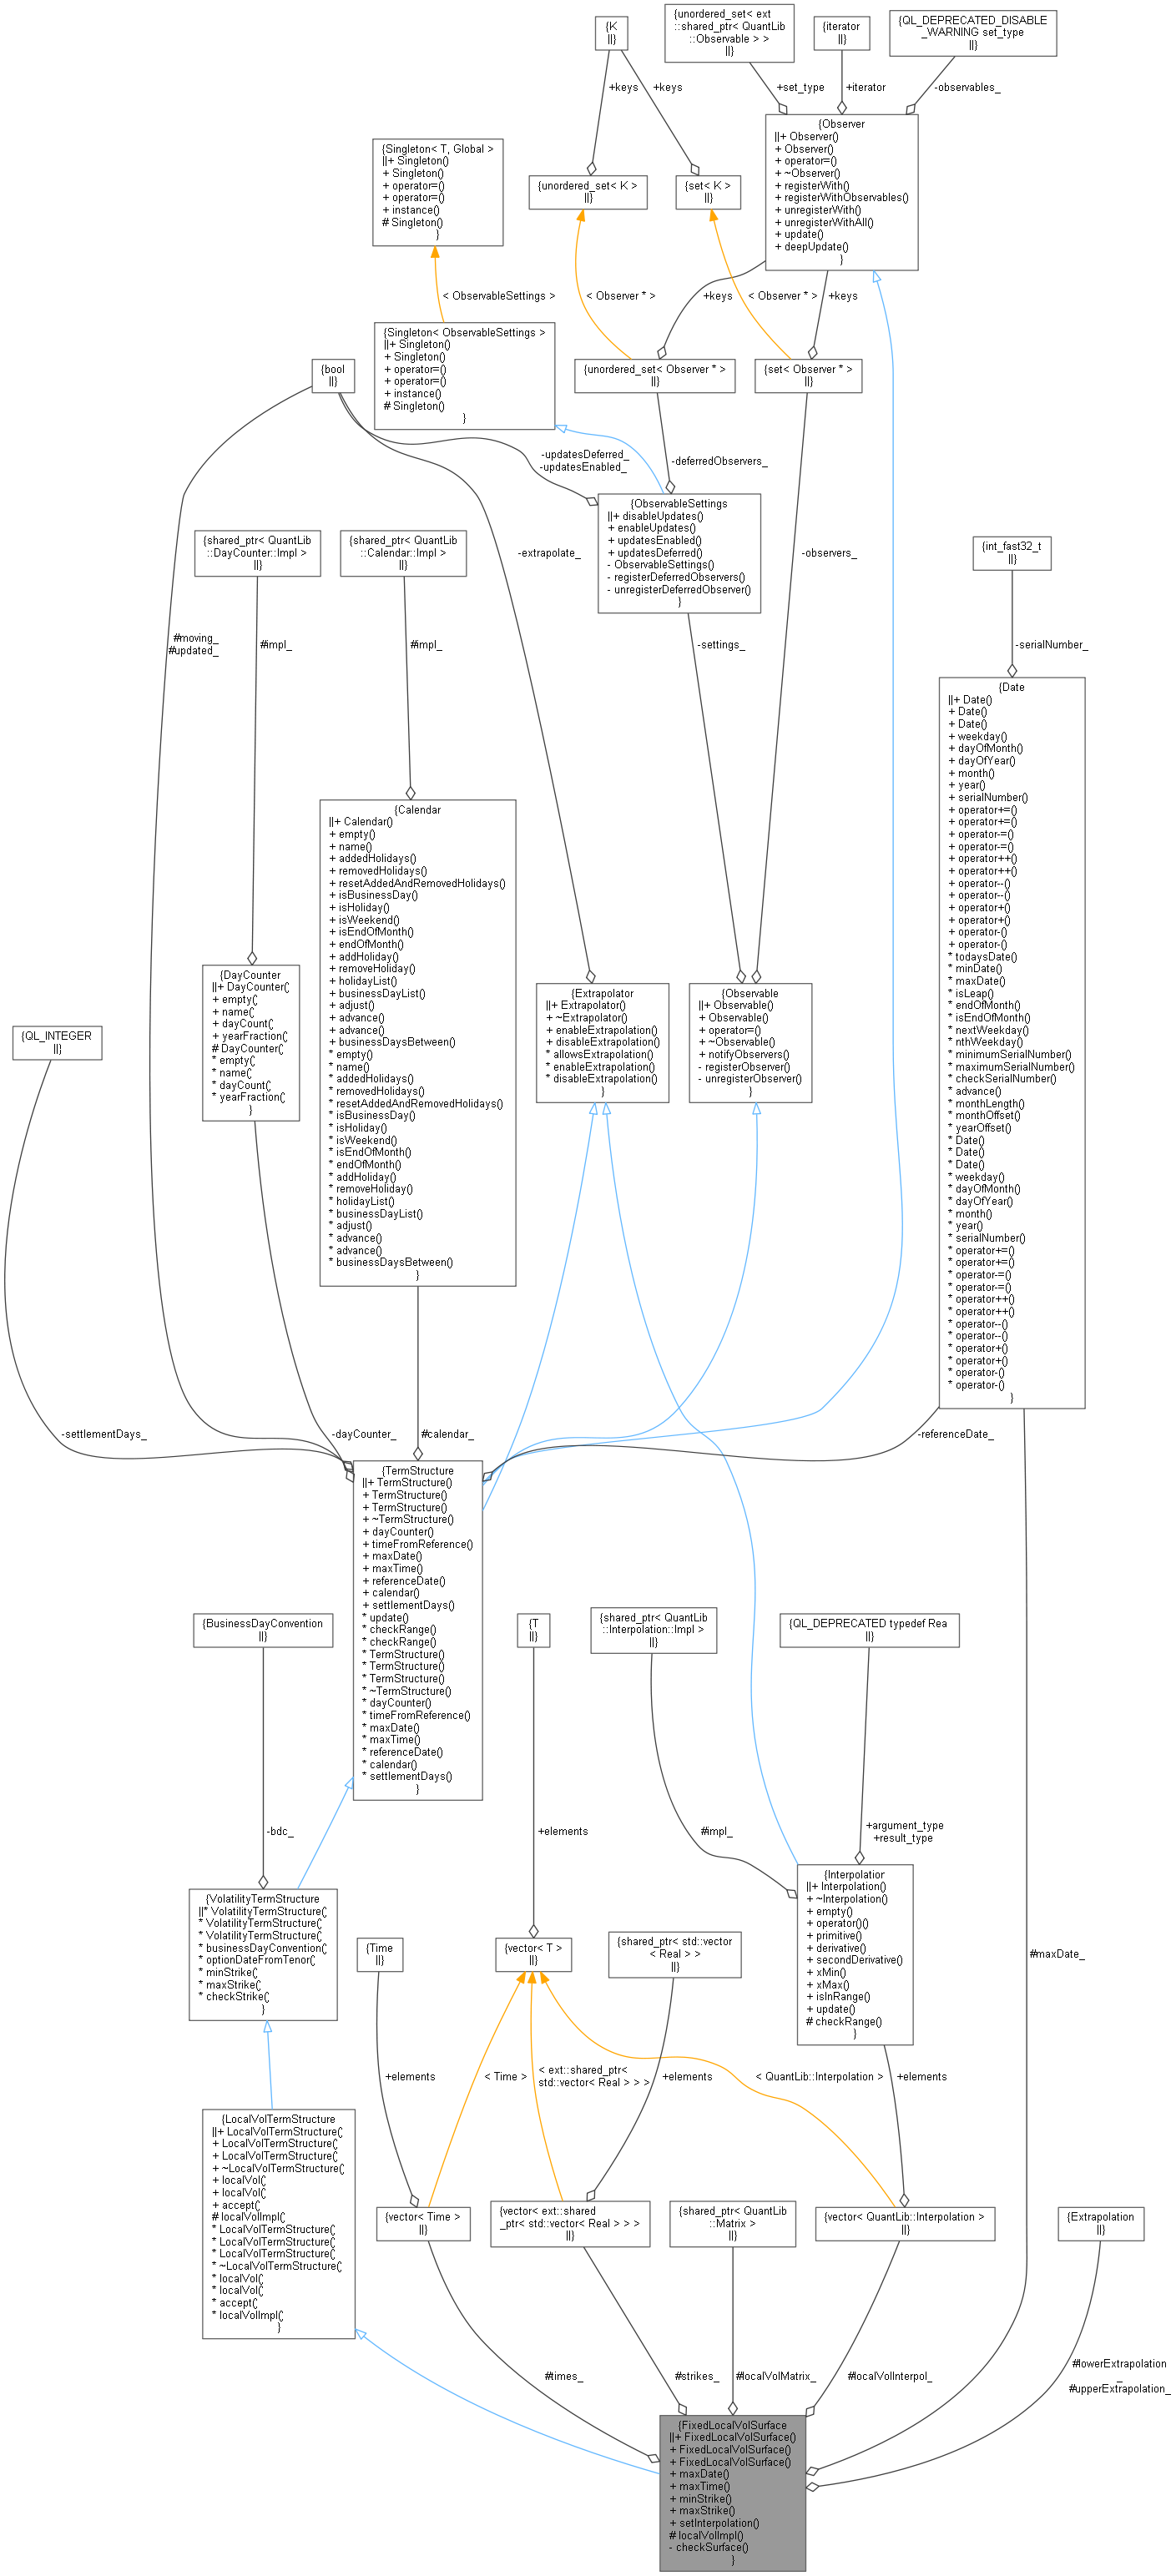 {K
||}
{unordered_set< ext
::shared_ptr< QuantLib
::Observable > >
||}
{iterator
||}
{QL_DEPRECATED_DISABLE
_WARNING set_type
||}
+keys
+keys
+set_type
+iterator
-observables_
{Observer
||+ Observer()
+ Observer()
+ operator=()
+ ~Observer()
+ registerWith()
+ registerWithObservables()
+ unregisterWith()
+ unregisterWithAll()
+ update()
+ deepUpdate()
}
{Singleton< T, Global >
||+ Singleton()
+ Singleton()
+ operator=()
+ operator=()
+ instance()
# Singleton()
}
{unordered_set< K >
||}
{set< K >
||}
< ObservableSettings >
< Observer * >
+keys
< Observer * >
+keys
{Singleton< ObservableSettings >
||+ Singleton()
+ Singleton()
+ operator=()
+ operator=()
+ instance()
# Singleton()
}
{bool
||}
{unordered_set< Observer * >
||}
{set< Observer * >
||}
-updatesDeferred_
-updatesEnabled_
-deferredObservers_
{ObservableSettings
||+ disableUpdates()
+ enableUpdates()
+ updatesEnabled()
+ updatesDeferred()
- ObservableSettings()
- registerDeferredObservers()
- unregisterDeferredObserver()
}
-extrapolate_
-observers_
{shared_ptr< QuantLib
::DayCounter::Impl >
||}
{shared_ptr< QuantLib
::Calendar::Impl >
||}
{int_fast32_t
||}
#moving_
#updated_
#impl_
#impl_
-settings_
-serialNumber_
{Date
||+ Date()
+ Date()
+ Date()
+ weekday()
+ dayOfMonth()
+ dayOfYear()
+ month()
+ year()
+ serialNumber()
+ operator+=()
+ operator+=()
+ operator-=()
+ operator-=()
+ operator++()
+ operator++()
+ operator--()
+ operator--()
+ operator+()
+ operator+()
+ operator-()
+ operator-()
* todaysDate()
* minDate()
* maxDate()
* isLeap()
* endOfMonth()
* isEndOfMonth()
* nextWeekday()
* nthWeekday()
* minimumSerialNumber()
* maximumSerialNumber()
* checkSerialNumber()
* advance()
* monthLength()
* monthOffset()
* yearOffset()
* Date()
* Date()
* Date()
* weekday()
* dayOfMonth()
* dayOfYear()
* month()
* year()
* serialNumber()
* operator+=()
* operator+=()
* operator-=()
* operator-=()
* operator++()
* operator++()
* operator--()
* operator--()
* operator+()
* operator+()
* operator-()
* operator-()
}
{Calendar
||+ Calendar()
+ empty()
+ name()
+ addedHolidays()
+ removedHolidays()
+ resetAddedAndRemovedHolidays()
+ isBusinessDay()
+ isHoliday()
+ isWeekend()
+ isEndOfMonth()
+ endOfMonth()
+ addHoliday()
+ removeHoliday()
+ holidayList()
+ businessDayList()
+ adjust()
+ advance()
+ advance()
+ businessDaysBetween()
* empty()
* name()
* addedHolidays()
* removedHolidays()
* resetAddedAndRemovedHolidays()
* isBusinessDay()
* isHoliday()
* isWeekend()
* isEndOfMonth()
* endOfMonth()
* addHoliday()
* removeHoliday()
* holidayList()
* businessDayList()
* adjust()
* advance()
* advance()
* businessDaysBetween()
}
{DayCounter
||+ DayCounter()
+ empty()
+ name()
+ dayCount()
+ yearFraction()
# DayCounter()
* empty()
* name()
* dayCount()
* yearFraction()
}
{QL_INTEGER
||}
{Extrapolator
||+ Extrapolator()
+ ~Extrapolator()
+ enableExtrapolation()
+ disableExtrapolation()
* allowsExtrapolation()
* enableExtrapolation()
* disableExtrapolation()
}
{Observable
||+ Observable()
+ Observable()
+ operator=()
+ ~Observable()
+ notifyObservers()
- registerObserver()
- unregisterObserver()
}
-settlementDays_
-dayCounter_
#calendar_
-referenceDate_
{TermStructure
||+ TermStructure()
+ TermStructure()
+ TermStructure()
+ ~TermStructure()
+ dayCounter()
+ timeFromReference()
+ maxDate()
+ maxTime()
+ referenceDate()
+ calendar()
+ settlementDays()
* update()
* checkRange()
* checkRange()
* TermStructure()
* TermStructure()
* TermStructure()
* ~TermStructure()
* dayCounter()
* timeFromReference()
* maxDate()
* maxTime()
* referenceDate()
* calendar()
* settlementDays()
}
{BusinessDayConvention
||}
{T
||}
{shared_ptr< QuantLib
::Interpolation::Impl >
||}
{QL_DEPRECATED typedef Rea
||}
-bdc_
+elements
#impl_
+argument_type
+result_type
{Interpolation
||+ Interpolation()
+ ~Interpolation()
+ empty()
+ operator()()
+ primitive()
+ derivative()
+ secondDerivative()
+ xMin()
+ xMax()
+ isInRange()
+ update()
# checkRange()
}
{VolatilityTermStructure
||* VolatilityTermStructure()
* VolatilityTermStructure()
* VolatilityTermStructure()
* businessDayConvention()
* optionDateFromTenor()
* minStrike()
* maxStrike()
* checkStrike()
}
{Time
||}
{vector< T >
||}
{shared_ptr< std::vector
< Real > >
||}
#maxDate_
+elements
< Time >
< ext::shared_ptr<
std::vector< Real > > >
+elements
< QuantLib::Interpolation >
+elements
{LocalVolTermStructure
||+ LocalVolTermStructure()
+ LocalVolTermStructure()
+ LocalVolTermStructure()
+ ~LocalVolTermStructure()
+ localVol()
+ localVol()
+ accept()
# localVolImpl()
* LocalVolTermStructure()
* LocalVolTermStructure()
* LocalVolTermStructure()
* ~LocalVolTermStructure()
* localVol()
* localVol()
* accept()
* localVolImpl()
}
{vector< Time >
||}
{vector< ext::shared
_ptr< std::vector< Real > > >
||}
{shared_ptr< QuantLib
::Matrix >
||}
{vector< QuantLib::Interpolation >
||}
{Extrapolation
||}
#times_
#strikes_
#localVolMatrix_
#localVolInterpol_
#lowerExtrapolation
_
#upperExtrapolation_
{FixedLocalVolSurface
||+ FixedLocalVolSurface()
+ FixedLocalVolSurface()
+ FixedLocalVolSurface()
+ maxDate()
+ maxTime()
+ minStrike()
+ maxStrike()
+ setInterpolation()
# localVolImpl()
- checkSurface()
}